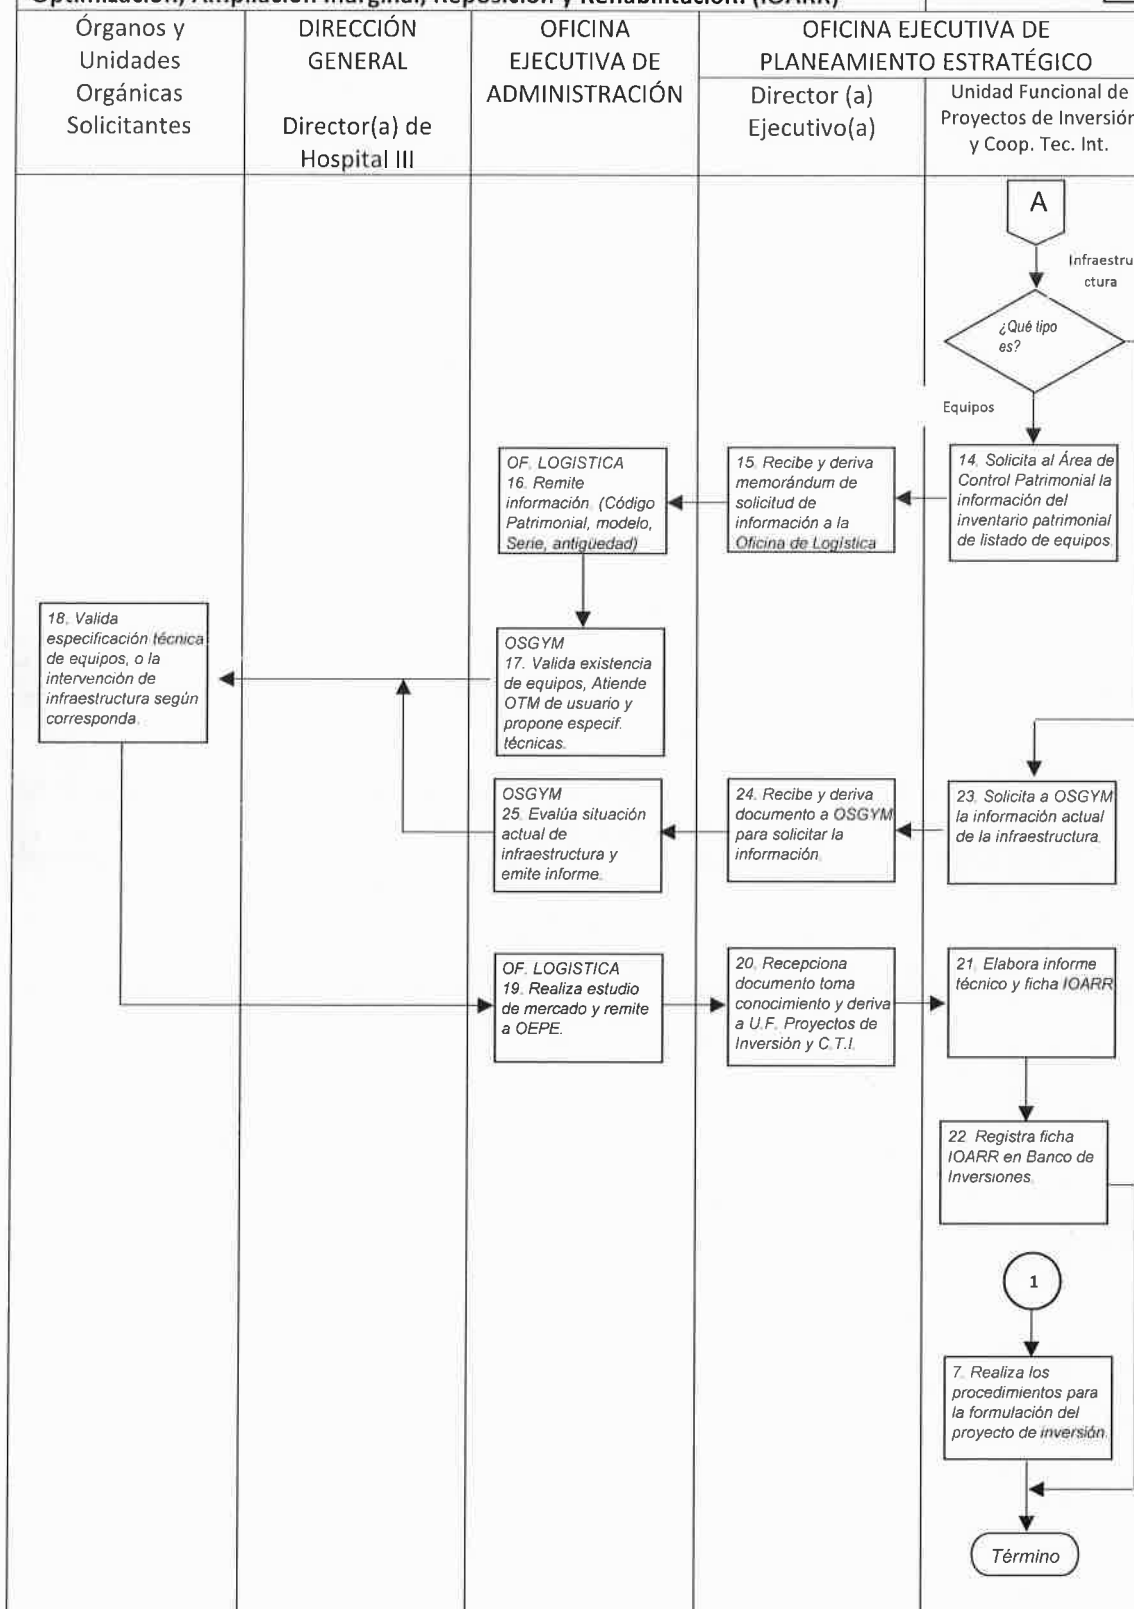 Optimización, Ampliación Marginal, Reposición y Rehabilitación. (IOARR)
Órganos y
Unidades
Orgánicas
Solicitantes
DIRECCIÓN
GENERAL
Director(a) de
Hospital III
OFICINA
EJECUTIVA DE
ADMINISTRACIÓN
OFICINA EJECUTIVA DE
PLANEAMIENTO ESTRATÉGICO
Director (a)
Ejecutivo(a)
Unidad Funcional de
Proyectos de Inversión
y Coop. Tec. Int.
A
Infraestru
ctura
¿Qué tipo
es?
Equipos
14. Solicita al Área de
Control Patrimonial la
información del
inventario patrimonial
de listado de equipos.
15. Recibe y deriva
memorándum de
solicitud de
información a la
Oficina de Logística
OF. LOGISTICA
16. Remite
información. (Código
Patrimonial, modelo,
Serie, antigüedad)
OSGYM
17. Valida existencia
de equipos, Atiende
OTM de usuario y
propone especif.
técnicas.
18. Valida
especificación técnica
de equipos, o la
intervención de
infraestructura según
corresponda.
23. Solicita a OSGYM
la información actual
de la infraestructura.
24. Recibe y deriva
documento a OSGYM
para solicitar la
información.
OSGYM
25. Evalúa situación
actual de
infraestructura y
emite informe.
OF. LOGISTICA
19. Realiza estudio
de mercado y remite
a OEPE.
20. Recepciona
documento toma
conocimiento y deriva
a U.F. Proyectos de
Inversión y C.T.I.
21. Elabora informe
técnico y ficha IOARR
22 Registra ficha
IOARR en Banco de
Inversiones.
1
7. Realiza los
procedimientos para
la formulación del
proyecto de inversión.
Término